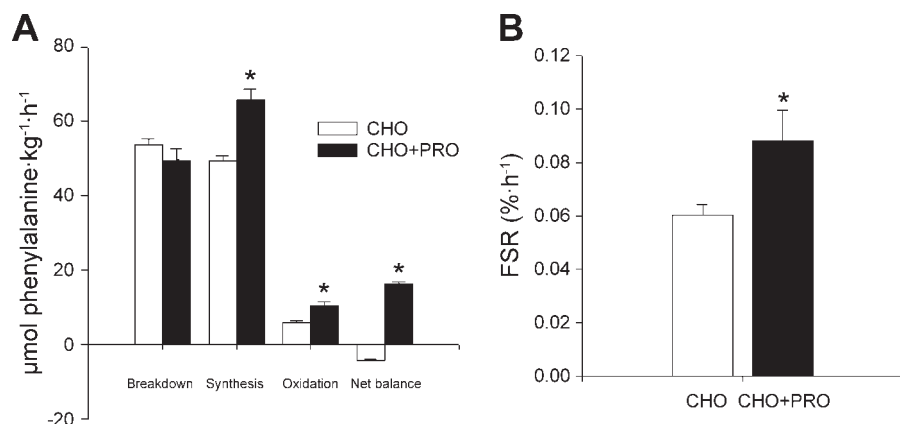 A
µmol phenylalanine·kg⁻¹·h⁻¹
80
60
40
20
0
-20
*
*
*
CHO
CHO+PRO
Breakdown Synthesis Oxidation Net balance
B
FSR (%·h⁻¹)
0.12
0.10
0.08
0.06
0.04
0.02
0.00
*
CHO CHO+PRO